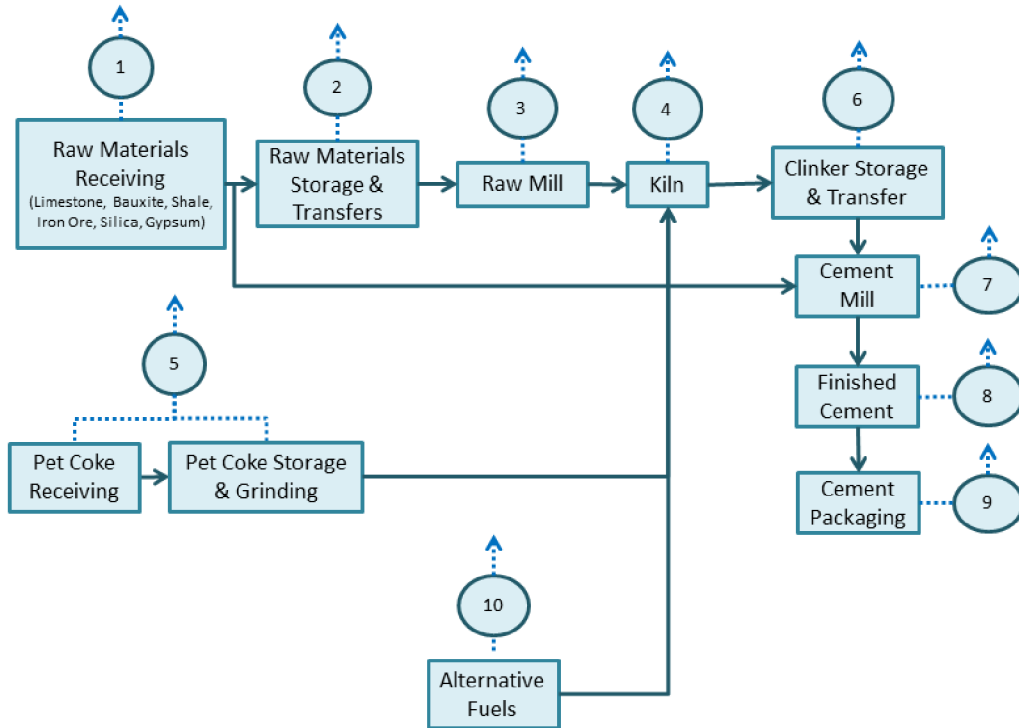 1
2
3
4
6
Raw Materials
Receiving
(Limestone, Bauxite, Shale,
Iron Ore, Silica, Gypsum)
Raw Materials
Storage &
Transfers
Raw Mill
Kiln
Clinker Storage
& Transfer
Cement
Mill
7
5
Finished
Cement
8
Pet Coke
Receiving
Pet Coke Storage
& Grinding
Cement
Packaging
9
10
Alternative
Fuels